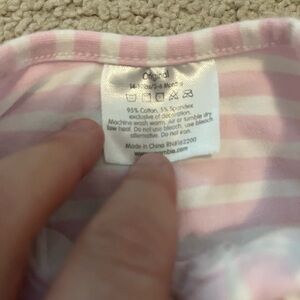 Original
95% Cotton, 5% Spandex
exclusive of decoration.
Machine wash warm. Air or tumble dry
low heat. Do not use bleach, use bleach
alternative. Do not iron.
Made in China